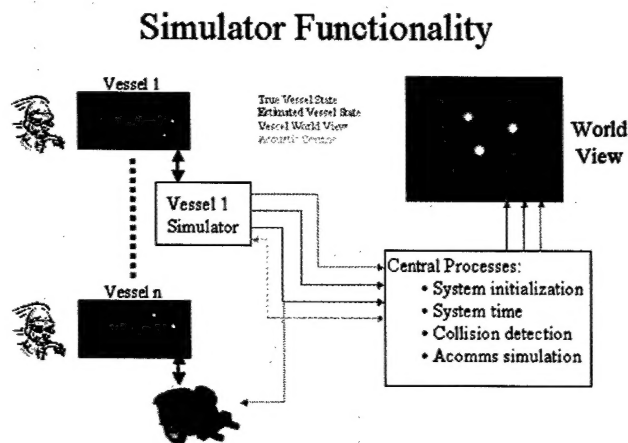 Simulator Functionality
Vessel 1
True Vessel State
Estimated Vessel State
Vessel World View
Acoustic
World
View
Vessel 1
Simulator
Central Processes:
• System initialization
• System time
• Collision detection
• Acomms simulation
Vessel n